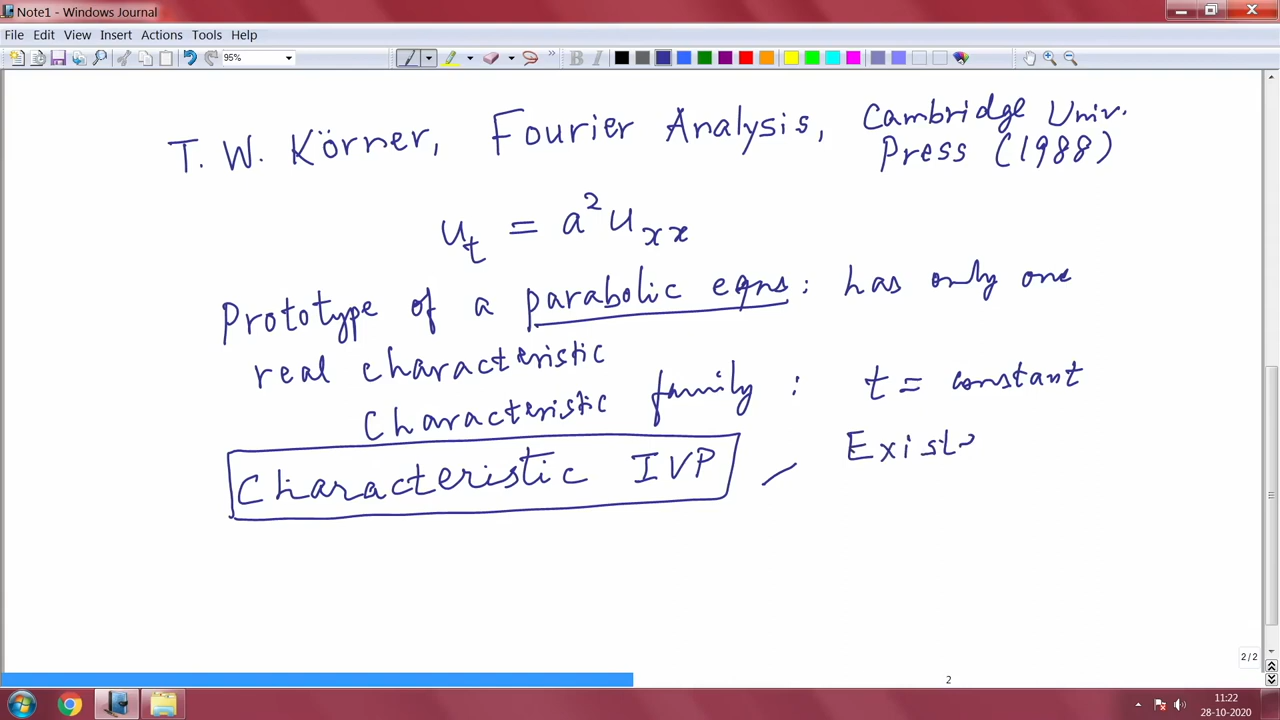 Note1 - Windows Journal
File Edit View Insert Actions Tools Help
95%
T. W. Körner, Fourier Analysis, Cambridge Univ.
Press (1988)
u_t = a² u_xx
Prototype of a parabolic eqns : has only one
real characteristic
Characteristic family : t = constant
Characteristic IVP
Exist
2/2
2
11:22
28-10-2020